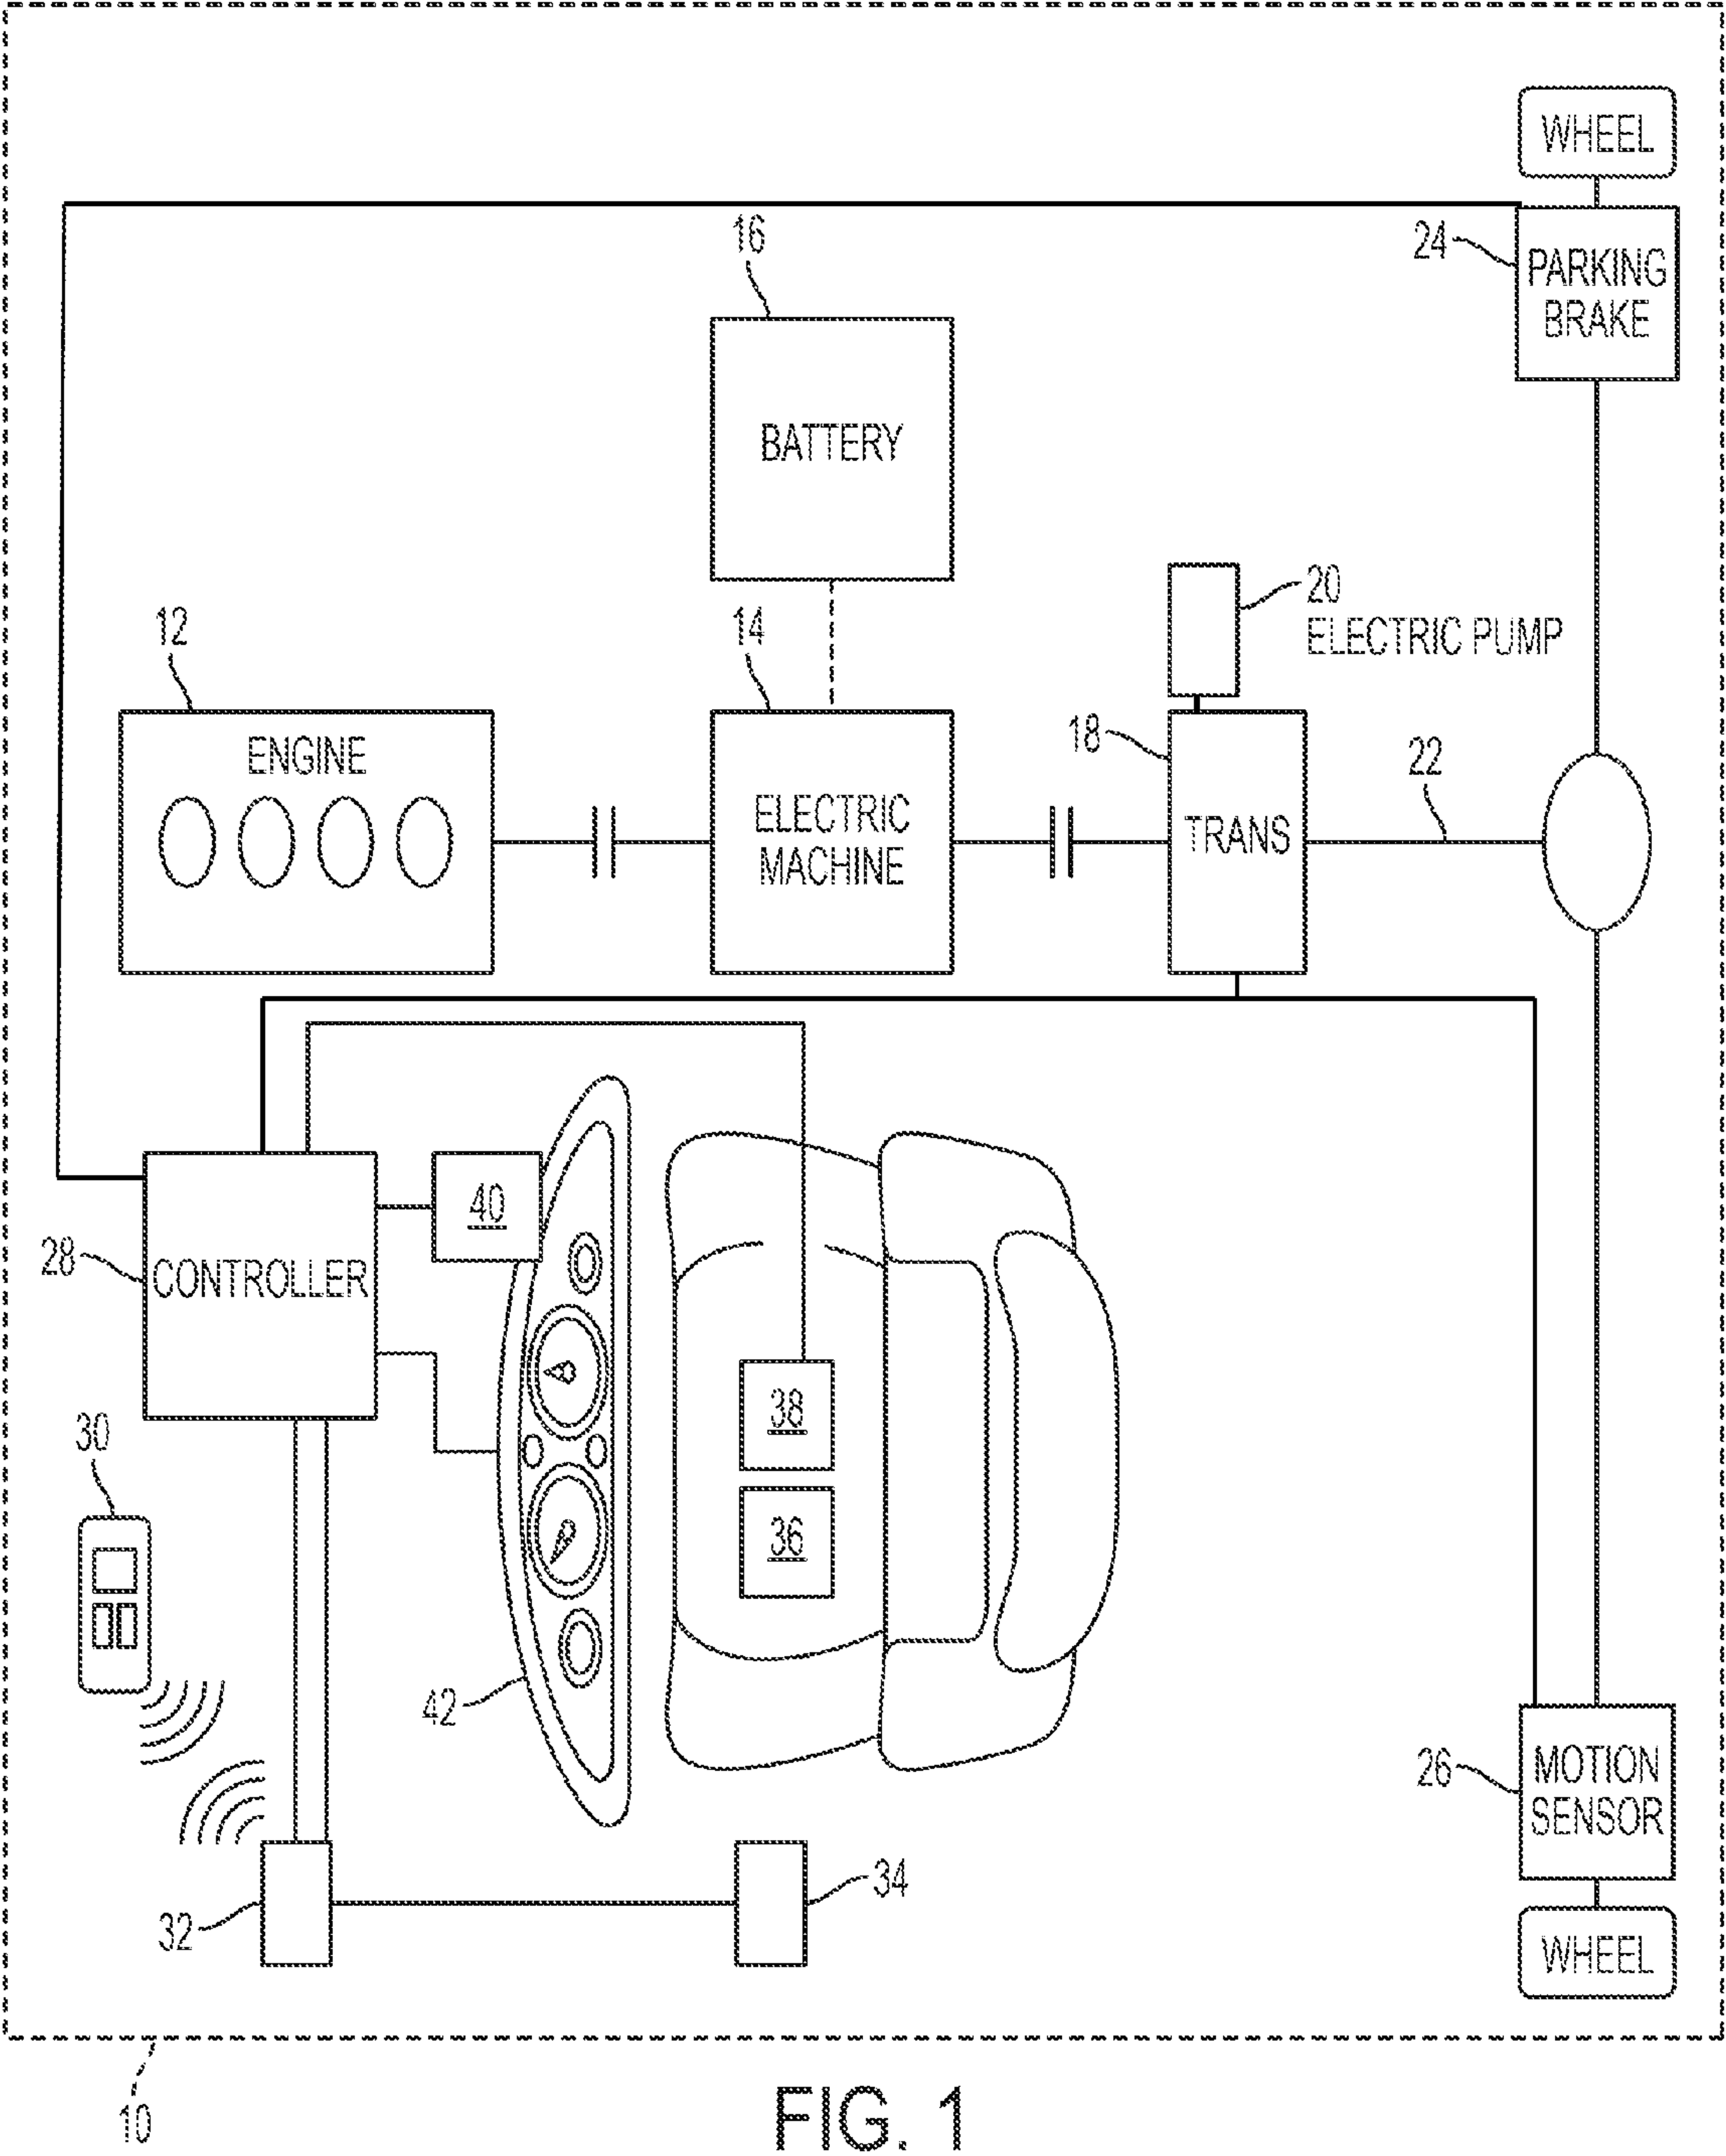 WHEEL
16
24
PARKING
BRAKE
BATTERY
20
ELECTRIC PUMP
12
14
18
22
ENGINE
ELECTRIC
MACHINE
TRANS
40
28
CONTROLLER
38
30
36
42
26
MOTION
SENSOR
34
32
WHEEL
10
FIG. 1